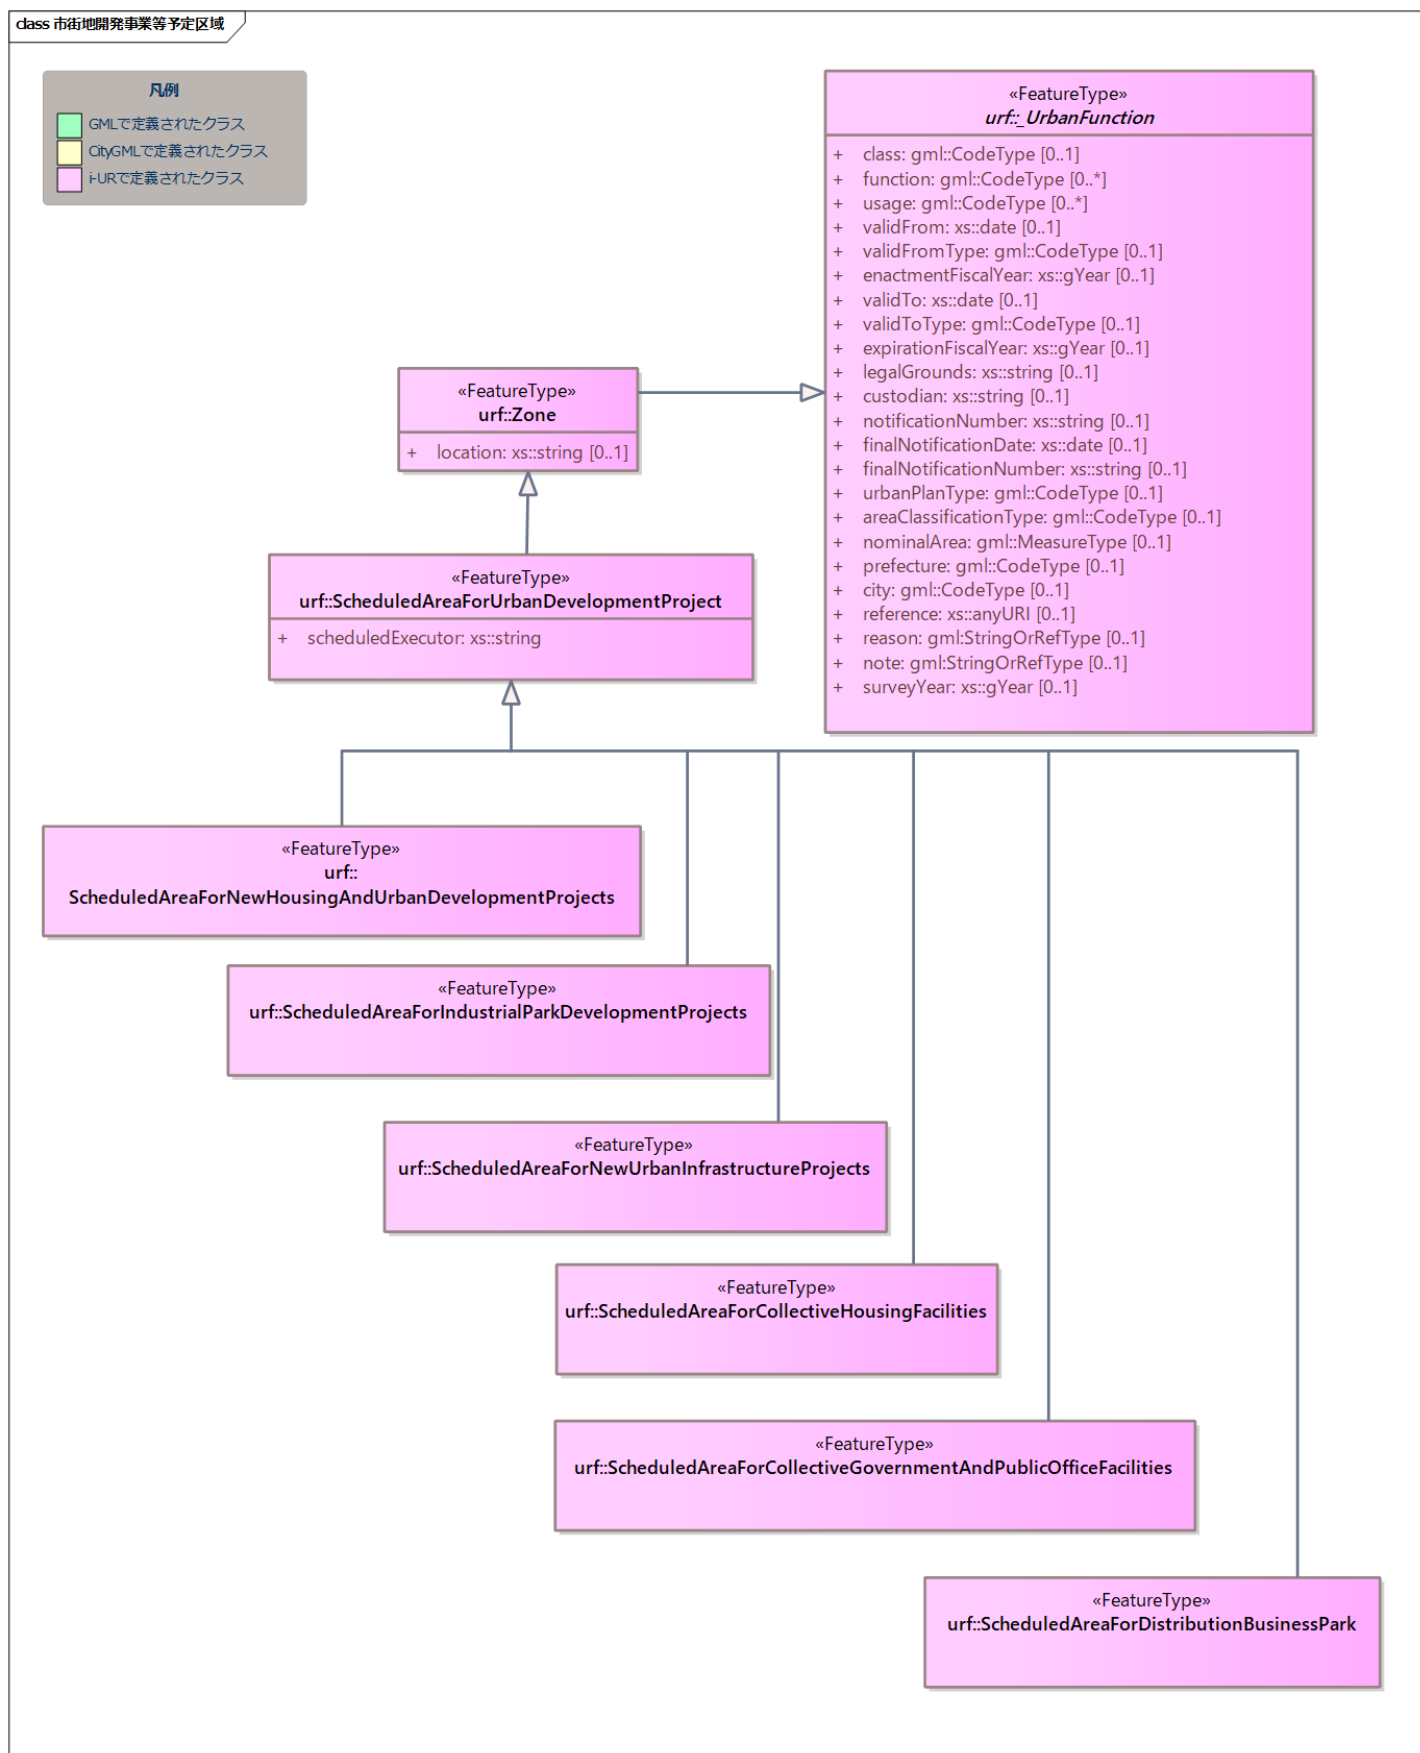 class 市街地開発事業等予定区域
凡例
GMLで定義されたクラス
CityGMLで定義されたクラス
i-URで定義されたクラス
«FeatureType»
urf::_UrbanFunction
+ class: gml::CodeType [0..1]
+ function: gml::CodeType [0..*]
+ usage: gml::CodeType [0..*]
+ validFrom: xs::date [0..1]
+ validFromType: gml::CodeType [0..1]
+ enactmentFiscalYear: xs::gYear [0..1]
+ validTo: xs::date [0..1]
+ validToType: gml::CodeType [0..1]
+ expirationFiscalYear: xs::gYear [0..1]
+ legalGrounds: xs::string [0..1]
+ custodian: xs::string [0..1]
+ notificationNumber: xs::string [0..1]
+ finalNotificationDate: xs::date [0..1]
+ finalNotificationNumber: xs::string [0..1]
+ urbanPlanType: gml::CodeType [0..1]
+ areaClassificationType: gml::CodeType [0..1]
+ nominalArea: gml::MeasureType [0..1]
+ prefecture: gml::CodeType [0..1]
+ city: gml::CodeType [0..1]
+ reference: xs::anyURI [0..1]
+ reason: gml:StringOrRefType [0..1]
+ note: gml:StringOrRefType [0..1]
+ surveyYear: xs::gYear [0..1]
«FeatureType»
urf::Zone
+ location: xs::string [0..1]
«FeatureType»
urf::ScheduledAreaForUrbanDevelopmentProject
+ scheduledExecutor: xs::string
«FeatureType»
urf::
ScheduledAreaForNewHousingAndUrbanDevelopmentProjects
«FeatureType»
urf::ScheduledAreaForIndustrialParkDevelopmentProjects
«FeatureType»
urf::ScheduledAreaForNewUrbanInfrastructureProjects
«FeatureType»
urf::ScheduledAreaForCollectiveHousingFacilities
«FeatureType»
urf::ScheduledAreaForCollectiveGovernmentAndPublicOfficeFacilities
«FeatureType»
urf::ScheduledAreaForDistributionBusinessPark